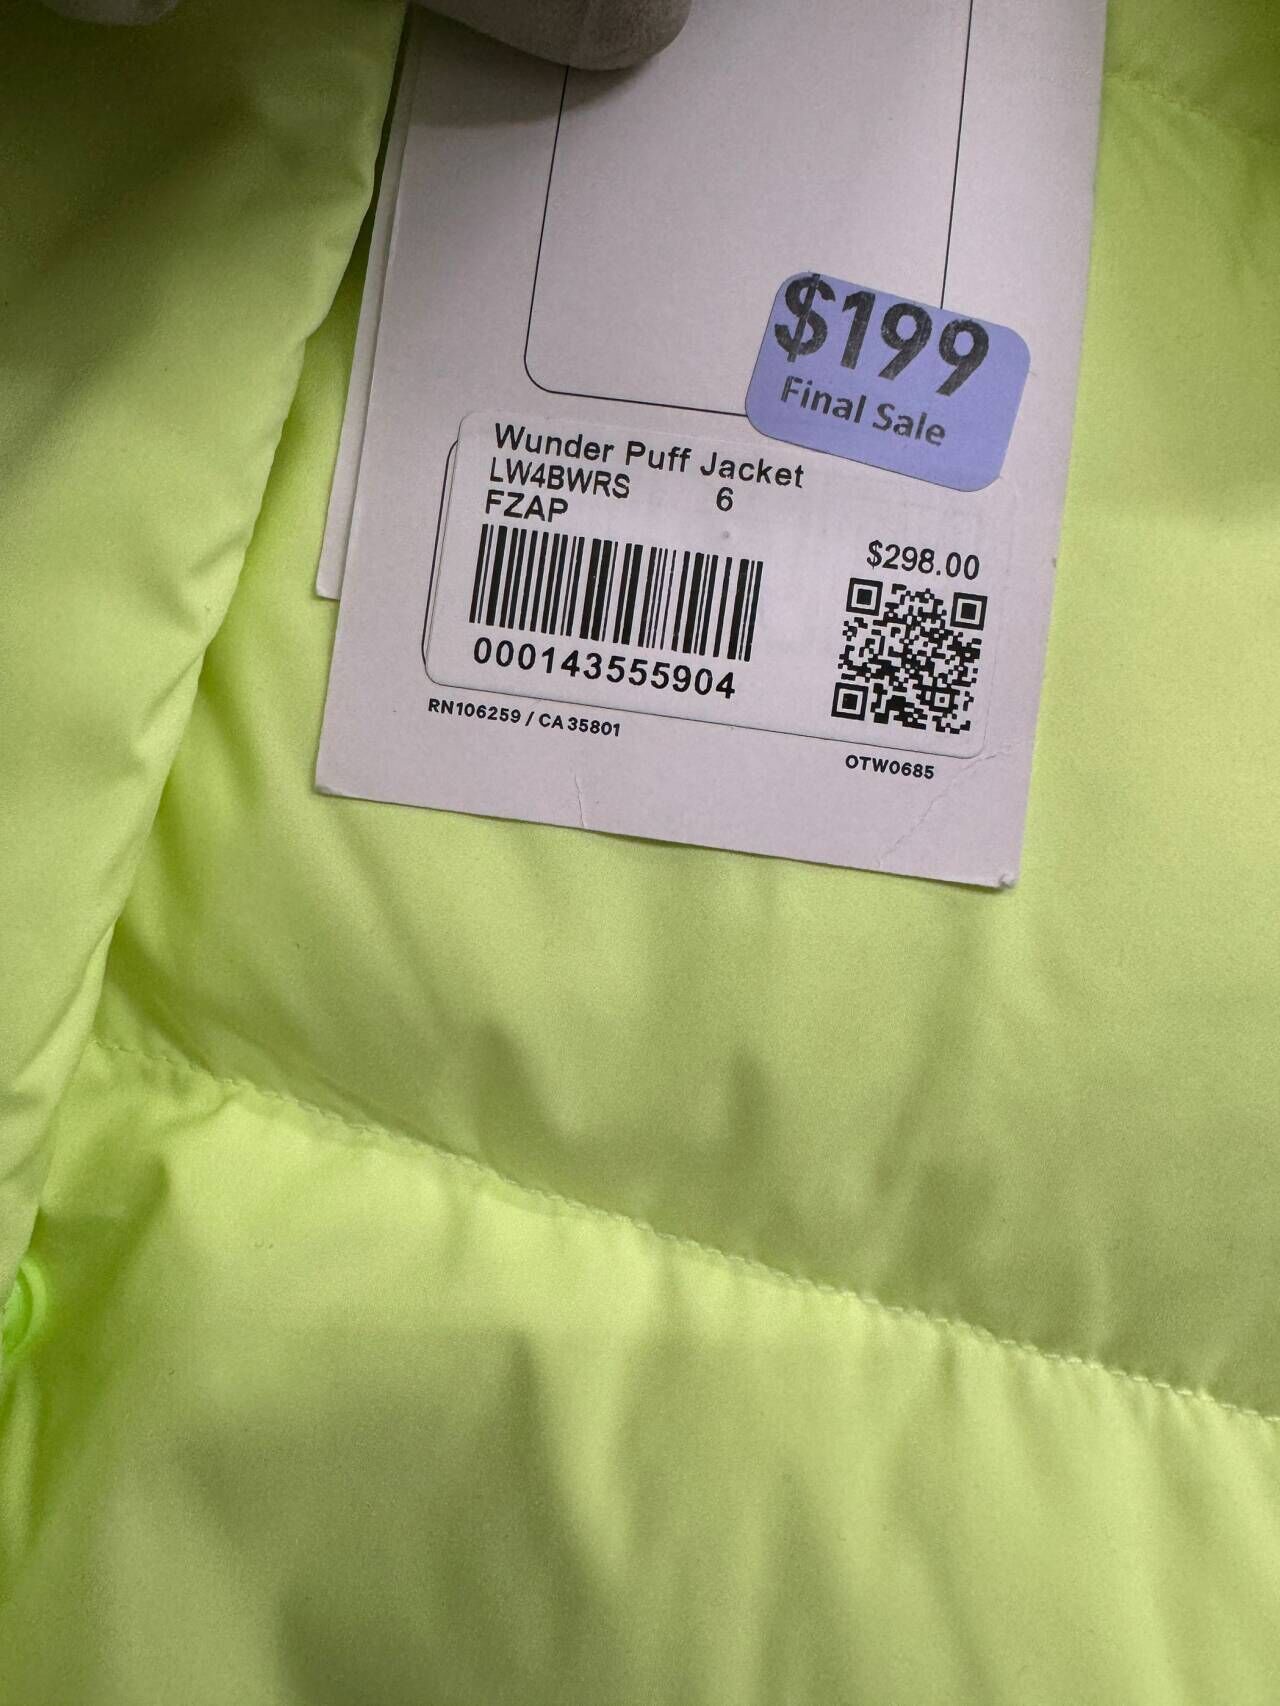 $199
Final Sale
Wunder Puff Jacket
LW4BWRS 6
FZAP
$298.00
000143555904
RN106259 / CA 35801
OTW0685